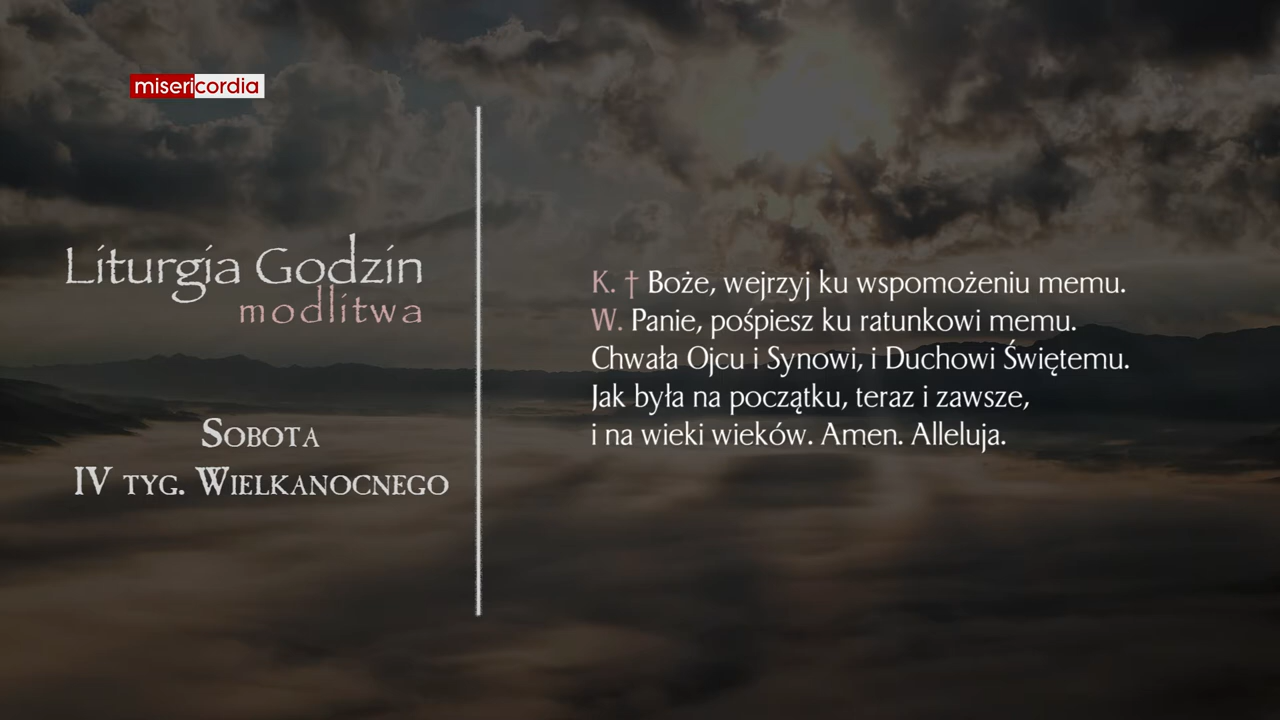 misericordia
Liturgia Godzin
modlitwa
Sobota
IV tyg. Wielkanocnego
K. † Boże, wejrzyj ku wspomożeniu memu.
W. Panie, pośpiesz ku ratunkowi memu.
Chwała Ojcu i Synowi, i Duchowi Świętemu.
Jak była na początku, teraz i zawsze,
i na wieki wieków. Amen. Alleluja.